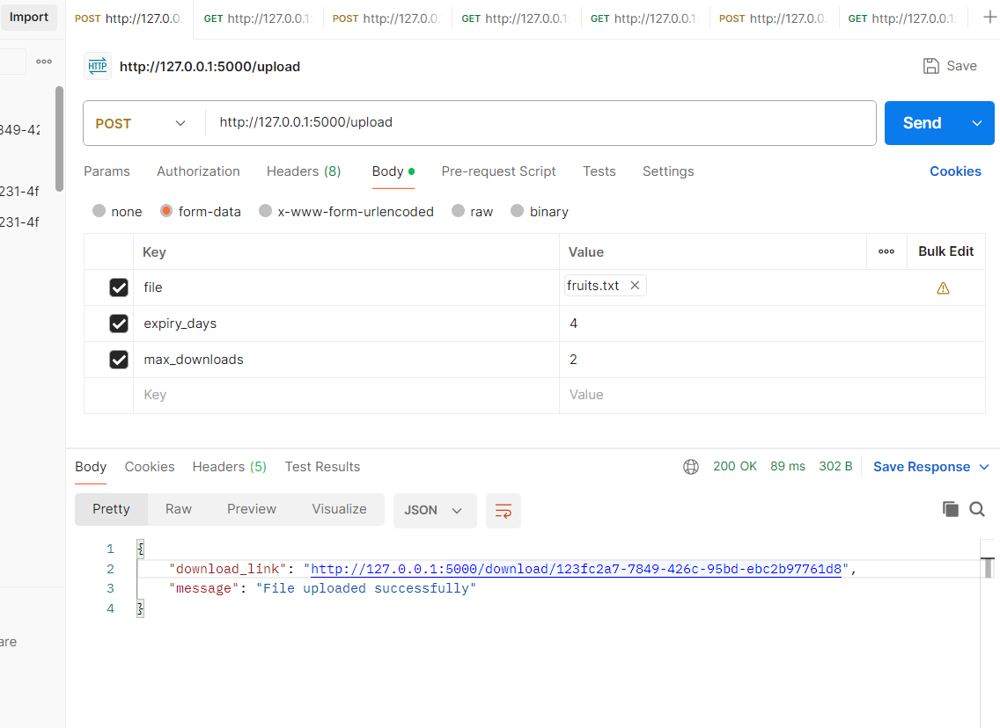 Import
POST http://127.0.0. GET http://127.0.0.1: POST http://127.0.0. GET http://127.0.0.1: GET http://127.0.0.1: POST http://127.0.0. GET http://127.0.0.1:
HTTP http://127.0.0.1:5000/upload Save
POST http://127.0.0.1:5000/upload Send
349-42
231-4f
231-4f
Params Authorization Headers (8) Body Pre-request Script Tests Settings Cookies
none form-data x-www-form-urlencoded raw binary
Key Value Bulk Edit
file fruits.txt
expiry_days 4
max_downloads 2
Key Value
Body Cookies Headers (5) Test Results 200 OK 89 ms 302 B Save Response
Pretty Raw Preview Visualize JSON
1 {
2 "download_link": "http://127.0.0.1:5000/download/123fc2a7-7849-426c-95bd-ebc2b97761d8",
3 "message": "File uploaded successfully"
4 }
are